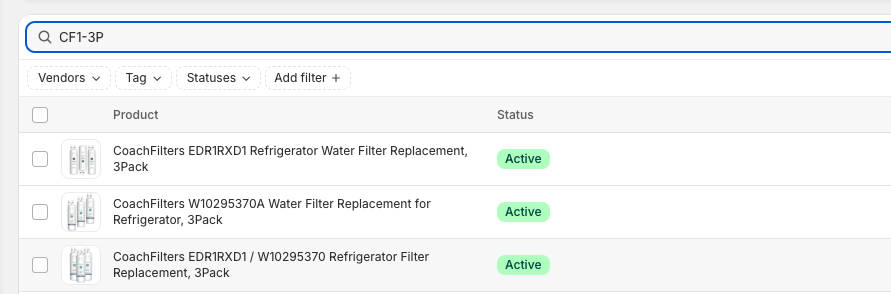 CF1-3P
Vendors
Tag
Statuses
Add filter +
Product
Status
CoachFilters EDR1RXD1 Refrigerator Water Filter Replacement,
3Pack
Active
CoachFilters W10295370A Water Filter Replacement for
Refrigerator, 3Pack
Active
CoachFilters EDR1RXD1 / W10295370 Refrigerator Filter
Replacement, 3Pack
Active